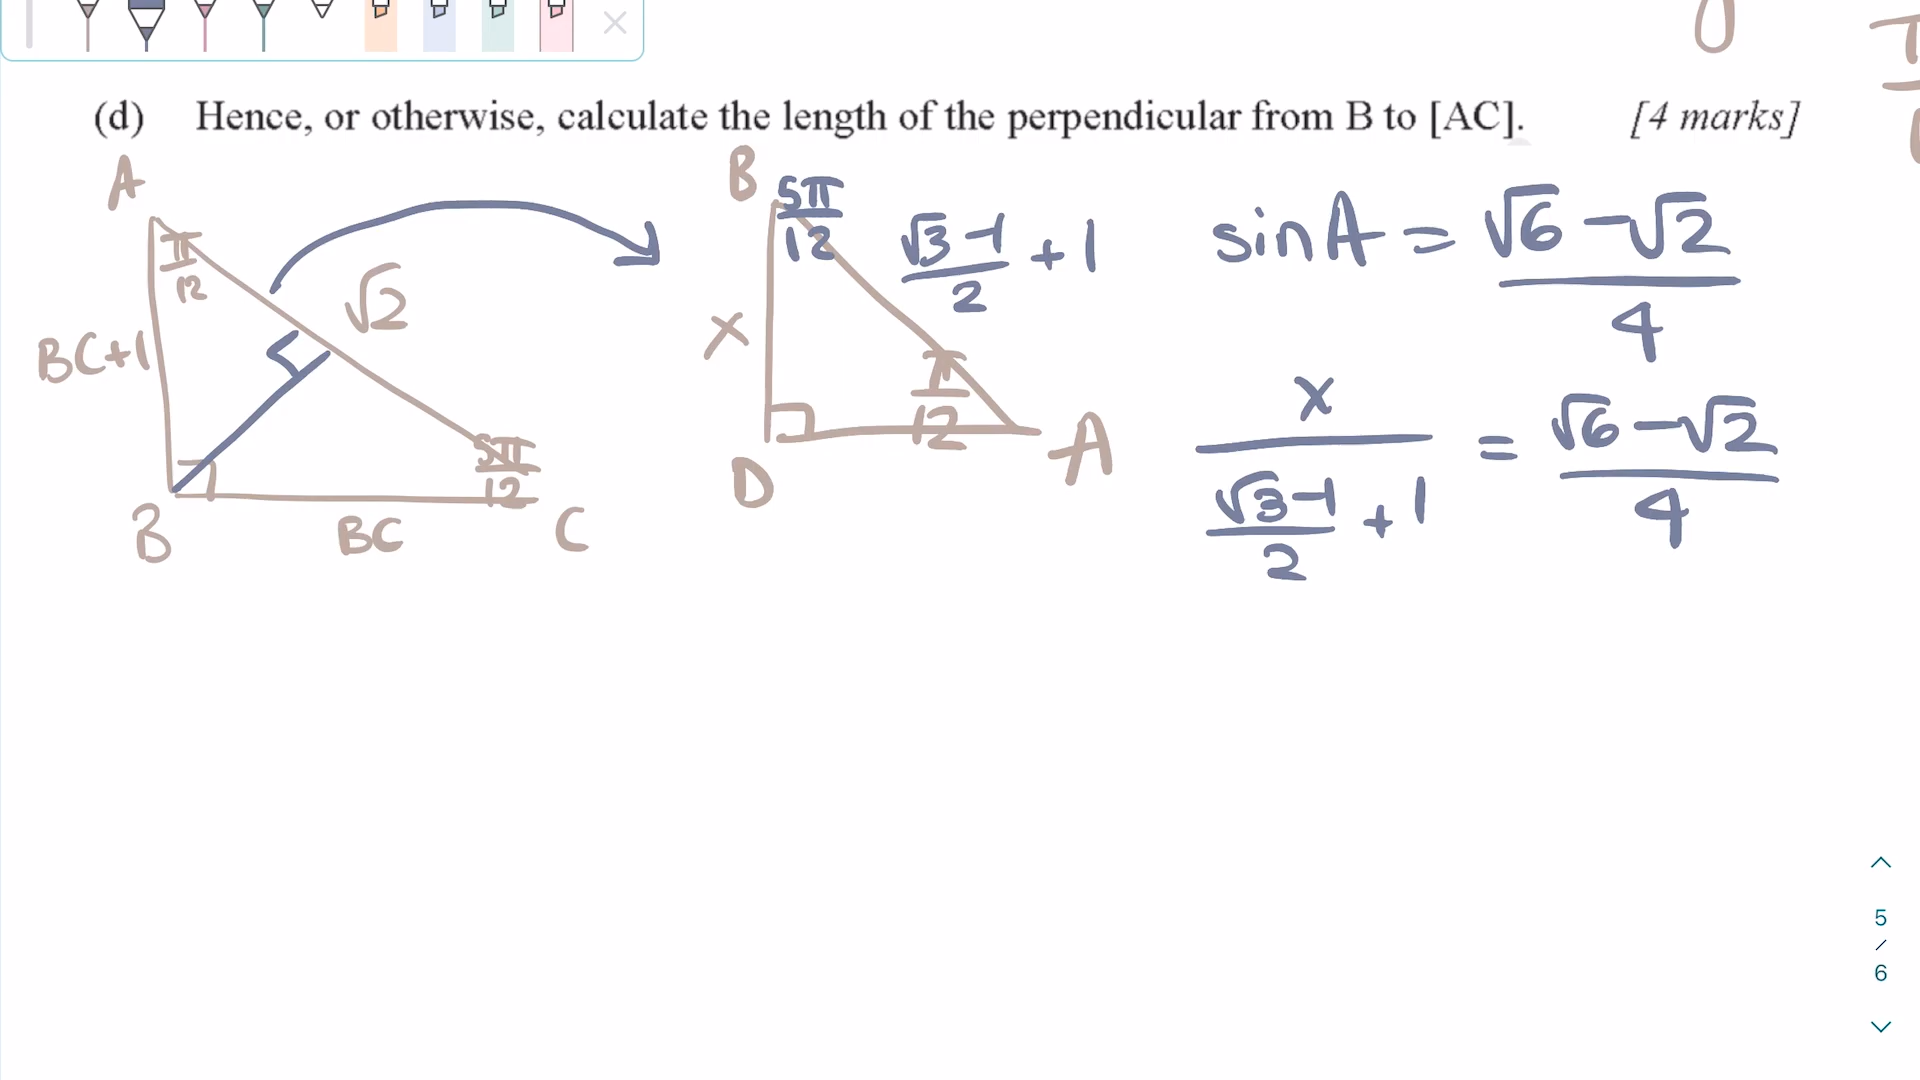 (d) Hence, or otherwise, calculate the length of the perpendicular from B to [AC]. [4 marks]
A
π/12
√2
BC+1
5π/12
B
BC
C
B
5π/12
(√3-1)/2 + 1
X
π/12
D
A
sin A = (√6 - √2)/4
x/((√3-1)/2 + 1) = (√6 - √2)/4
5
/
6